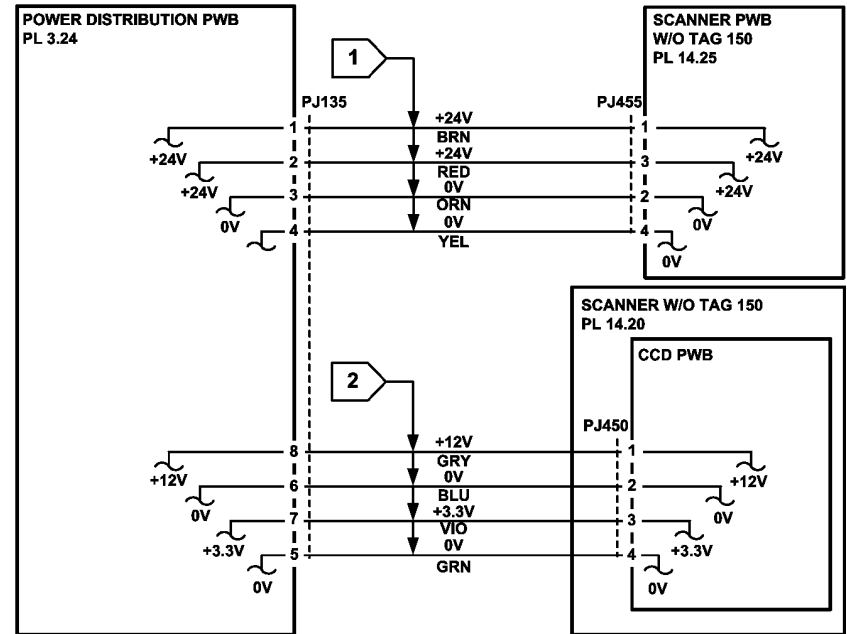 POWER DISTRIBUTION PWB
PL 3.24
SCANNER PWB
W/O TAG 150
PL 14.25
1
PJ135
PJ455
1
+24V
BRN
1
+24V
+24V
2
+24V
RED
3
+24V
+24V
3
0V
ORN
2
0V
0V
4
0V
YEL
4
0V
SCANNER W/O TAG 150
PL 14.20
CCD PWB
2
PJ450
8
+12V
GRY
1
+12V
+12V
6
0V
BLU
2
0V
0V
7
+3.3V
VIO
3
+3.3V
+3.3V
5
0V
GRN
4
0V
0V